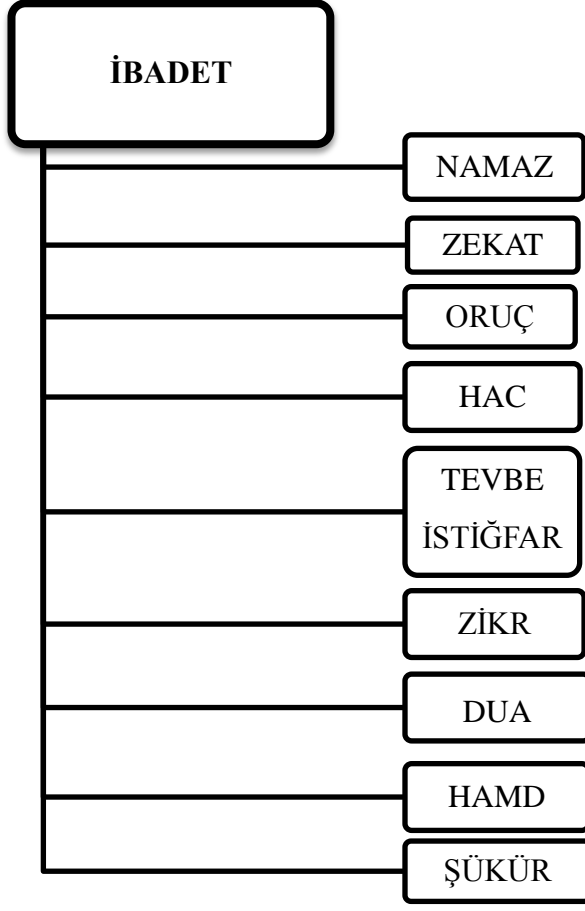 İBADET
NAMAZ
ZEKAT
ORUÇ
HAC
TEVBE
İSTİĞFAR
ZİKR
DUA
HAMD
ŞÜKÜR